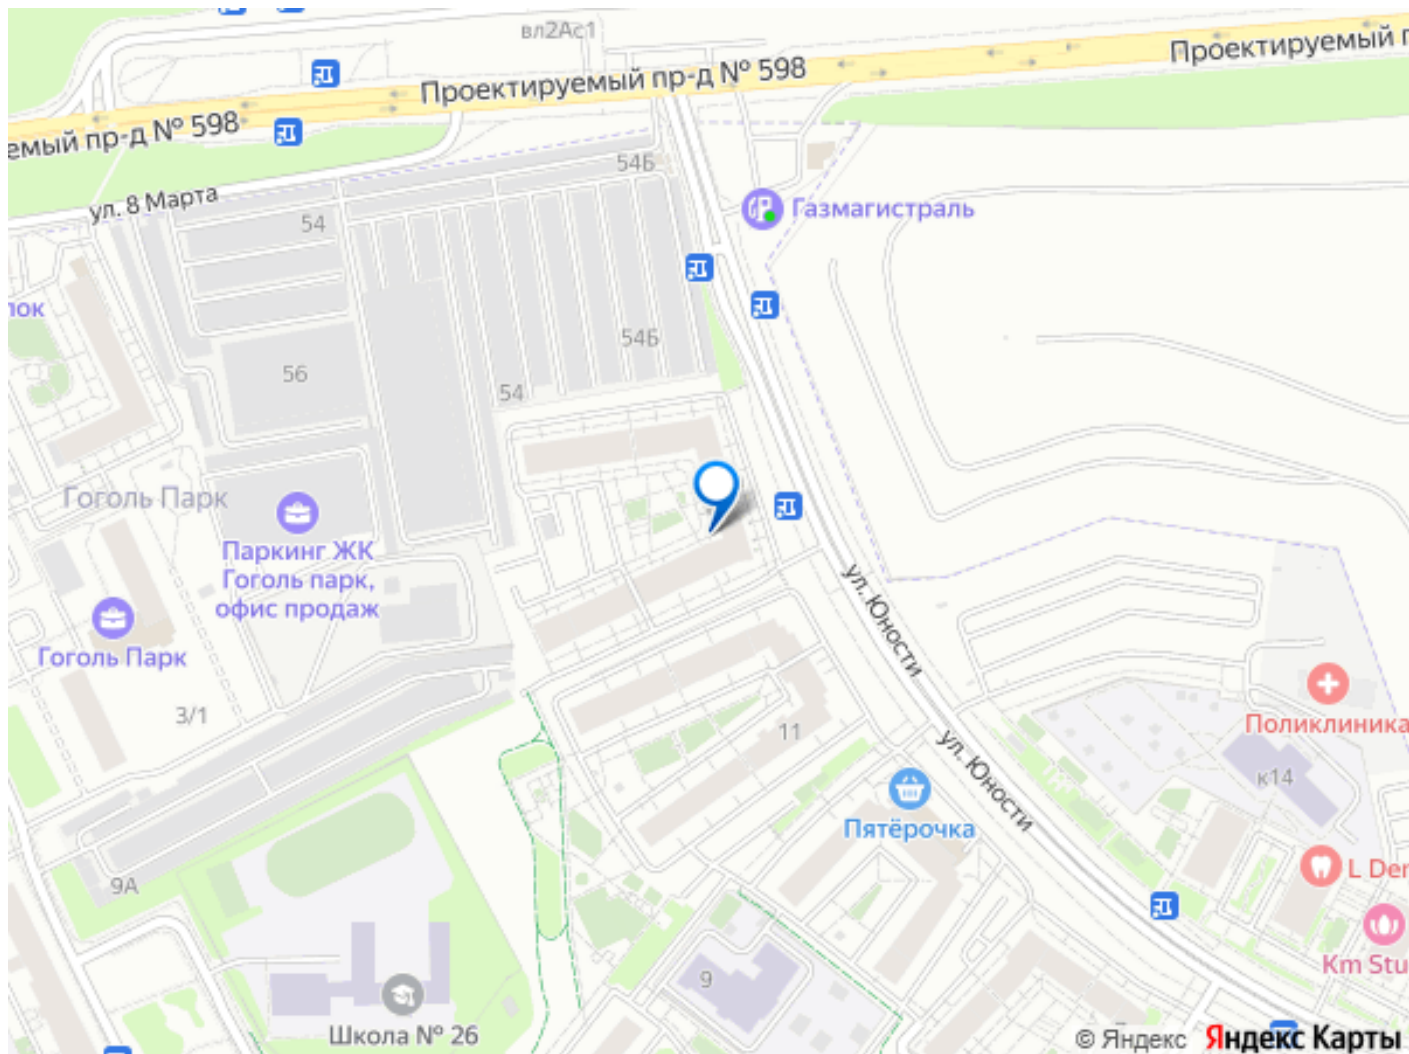 вл2Ас1
Проектируемый пр-д № 598
Проектируемый п
емый пр-д № 598
ул. 8 Марта
54Б
54
Газмагистраль
лок
54Б
56
54
Гоголь Парк
Паркинг ЖК
Гоголь парк,
офис продаж
Гоголь Парк
ул. Юности
3/1
11
Поликлиника
ул. Юности
к14
Пятёрочка
9А
L Der
9
Km Stu
Школа № 26
© Яндекс Яндекс Карты